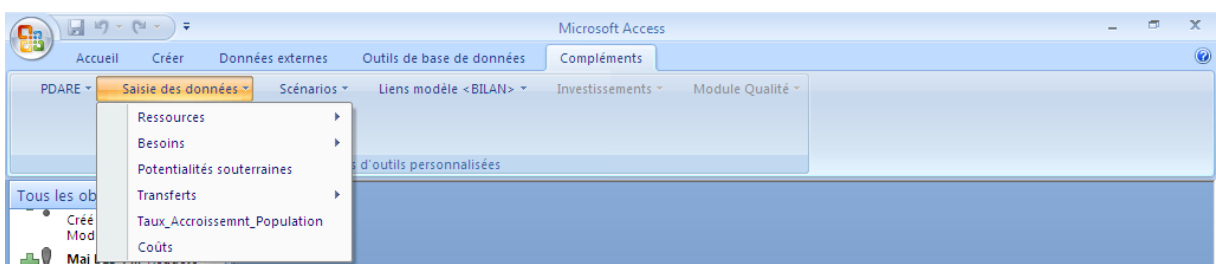 Microsoft Access
Accueil Créer Données externes Outils de base de données Compléments
PDARE Saisie des données Scénarios Liens modèle <BILAN> Investissements Module Qualité
Ressources
Besoins
d'outils personnalisées
Potentialités souterraines
Tous les ob
Transferts
Créé
Taux_Accroissemnt_Population
Mod
Coûts
Maj